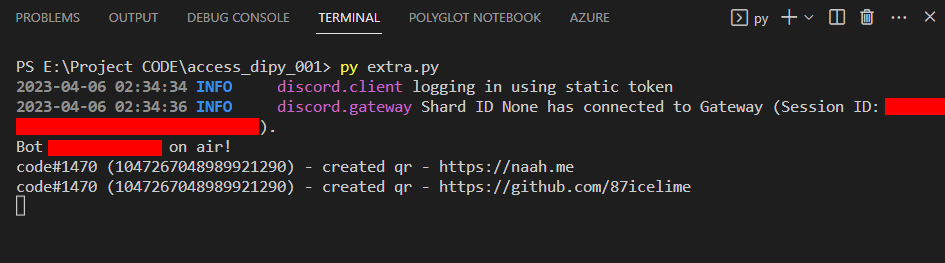 PROBLEMS OUTPUT DEBUG CONSOLE TERMINAL POLYGLOT NOTEBOOK AZURE py
PS E:\Project CODE\access_dipy_001> py extra.py
2023-04-06 02:34:34 INFO     discord.client logging in using static token
2023-04-06 02:34:36 INFO     discord.gateway Shard ID None has connected to Gateway (Session ID:
).
Bot on air!
code#1470 (1047267048989921290) - created qr - https://naah.me
code#1470 (1047267048989921290) - created qr - https://github.com/87icelime